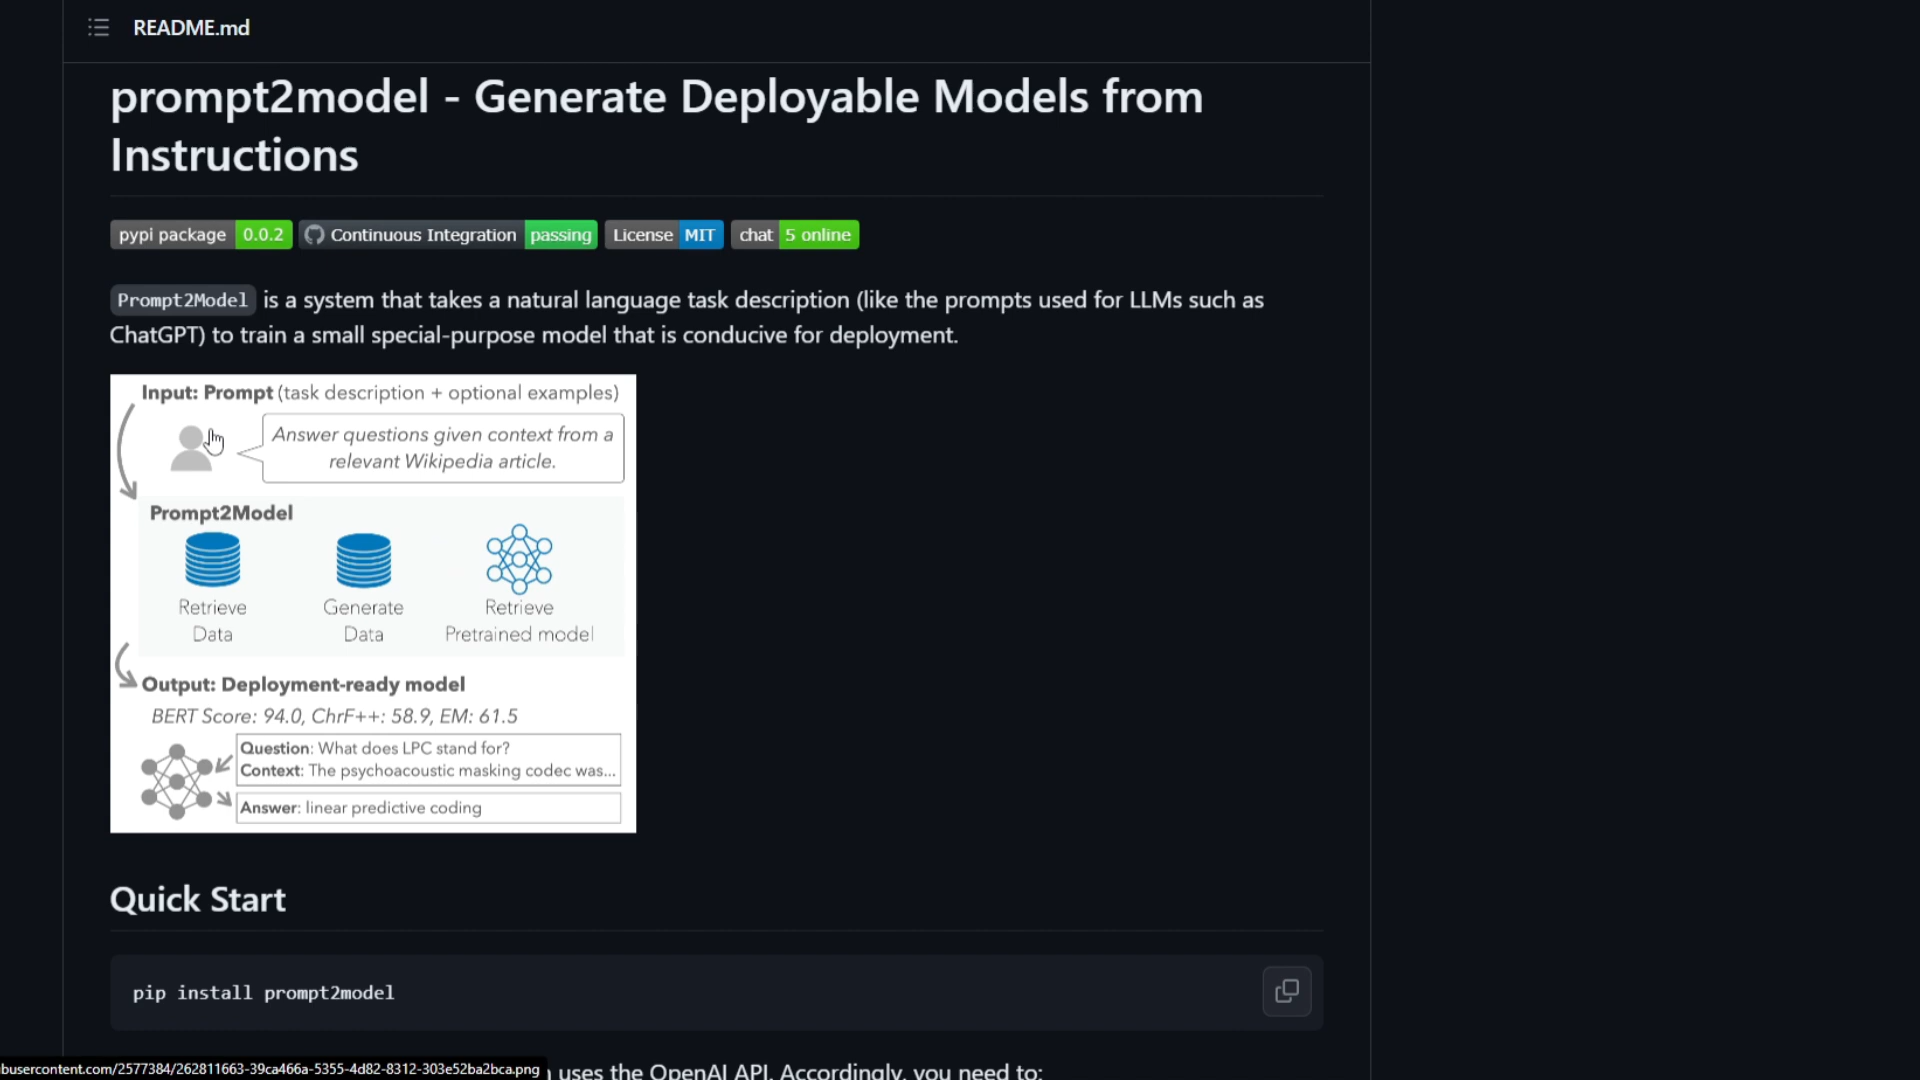 README.md
prompt2model - Generate Deployable Models from
Instructions
pypi package 0.0.2 Continuous Integration passing License MIT chat 5 online
Prompt2Model is a system that takes a natural language task description (like the prompts used for LLMs such as
ChatGPT) to train a small special-purpose model that is conducive for deployment.
Input: Prompt (task description + optional examples)
Answer questions given context from a
relevant Wikipedia article.
Prompt2Model
Retrieve
Data
Generate
Data
Retrieve
Pretrained model
Output: Deployment-ready model
BERT Score: 94.0, ChrF++: 58.9, EM: 61.5
Question: What does LPC stand for?
Context: The psychoacoustic masking codec was...
Answer: linear predictive coding
Quick Start
pip install prompt2model
busercontent.com/2577384/262811663-39ca466a-5355-4d82-8312-303e52ba2bca.png
uses the OpenAI API. Accordingly, you need to: